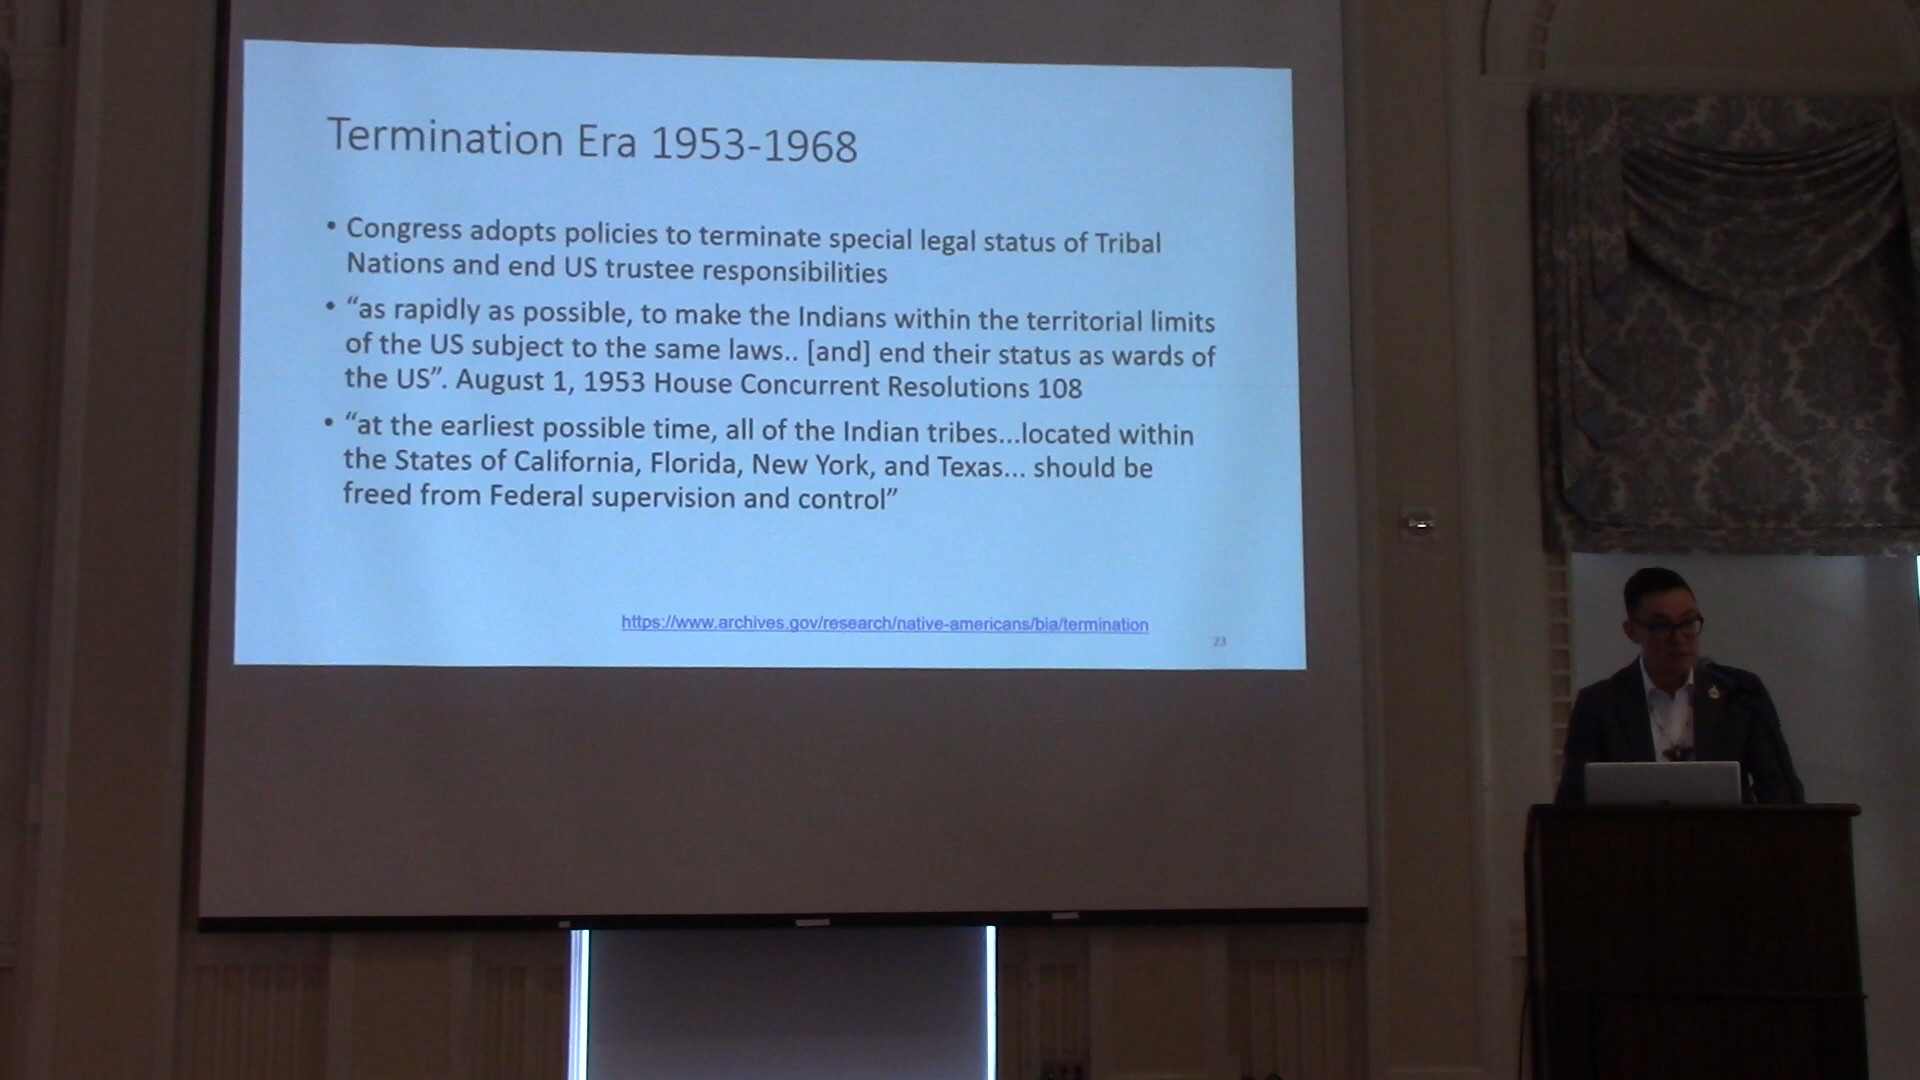 Termination Era 1953-1968
• Congress adopts policies to terminate special legal status of Tribal
Nations and end US trustee responsibilities
• “as rapidly as possible, to make the Indians within the territorial limits
of the US subject to the same laws.. [and] end their status as wards of
the US”. August 1, 1953 House Concurrent Resolutions 108
• “at the earliest possible time, all of the Indian tribes...located within
the States of California, Florida, New York, and Texas... should be
freed from Federal supervision and control”
https://www.archives.gov/research/native-americans/bia/termination
23